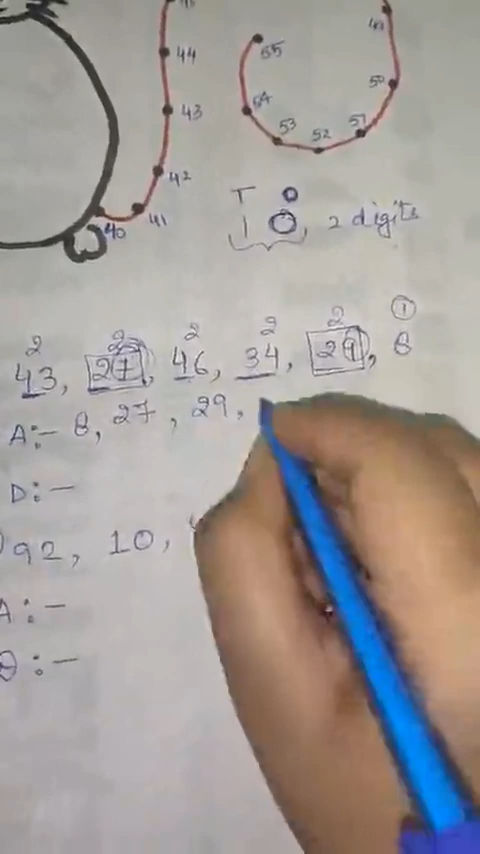 44
43
42
41
40
55
54
53
52
51
50
49
T O
1 0, 2 digits
2 2 2 2 2 1
43, 27, 46, 34, 29, 8
A:- 8, 27, 29,
D:-
92, 10,
A:-
D:-